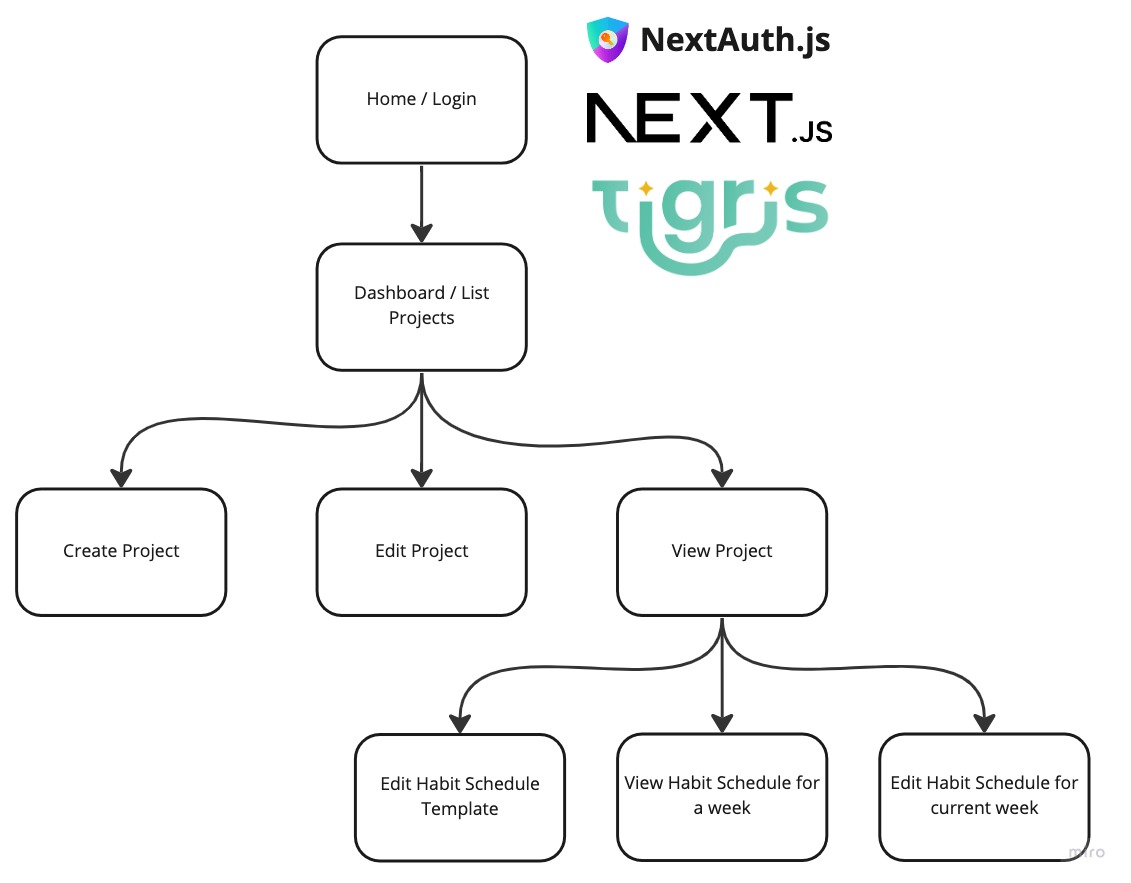 NextAuth.js
Home / Login
NEXT.JS
tigris
Dashboard / List
Projects
Create Project
Edit Project
View Project
Edit Habit Schedule
Template
View Habit Schedule for
a week
Edit Habit Schedule for
current week
miro